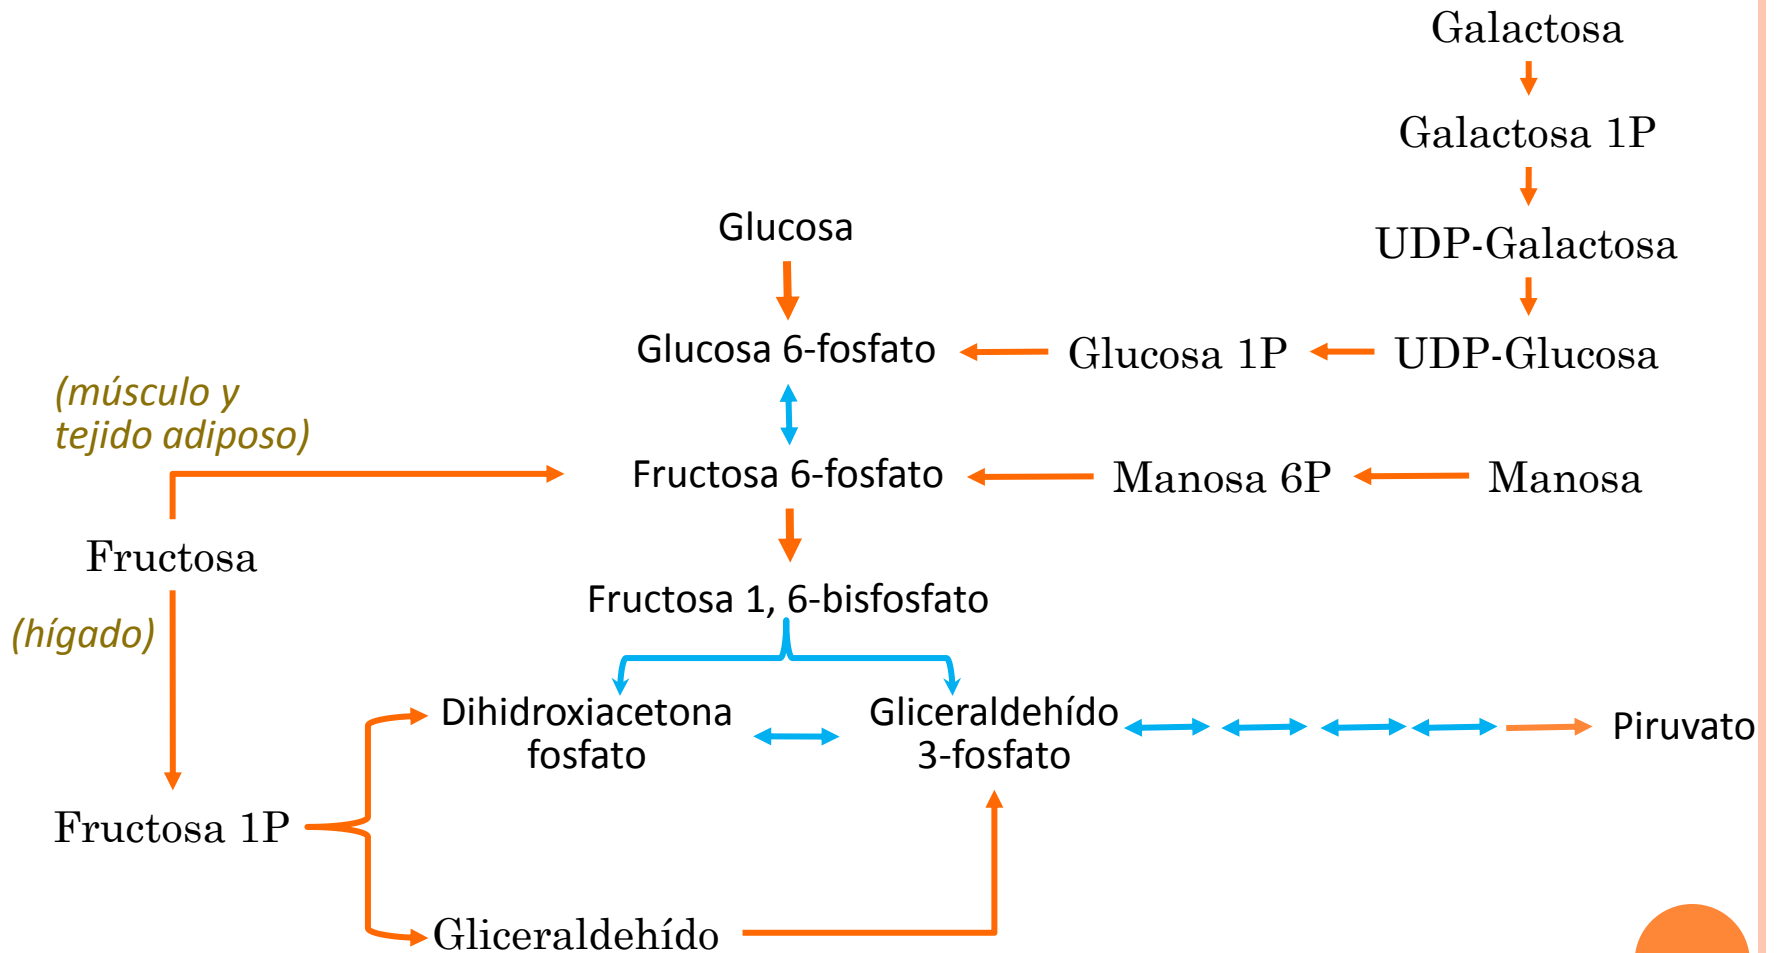 Galactosa
Galactosa 1P
Glucosa
UDP-Galactosa
Glucosa 6-fosfato
Glucosa 1P
UDP-Glucosa
(músculo y
tejido adiposo)
Fructosa 6-fosfato
Manosa 6P
Manosa
Fructosa
Fructosa 1, 6-bisfosfato
(hígado)
Dihidroxiacetona
fosfato
Gliceraldehído
3-fosfato
Piruvato
Fructosa 1P
Gliceraldehído